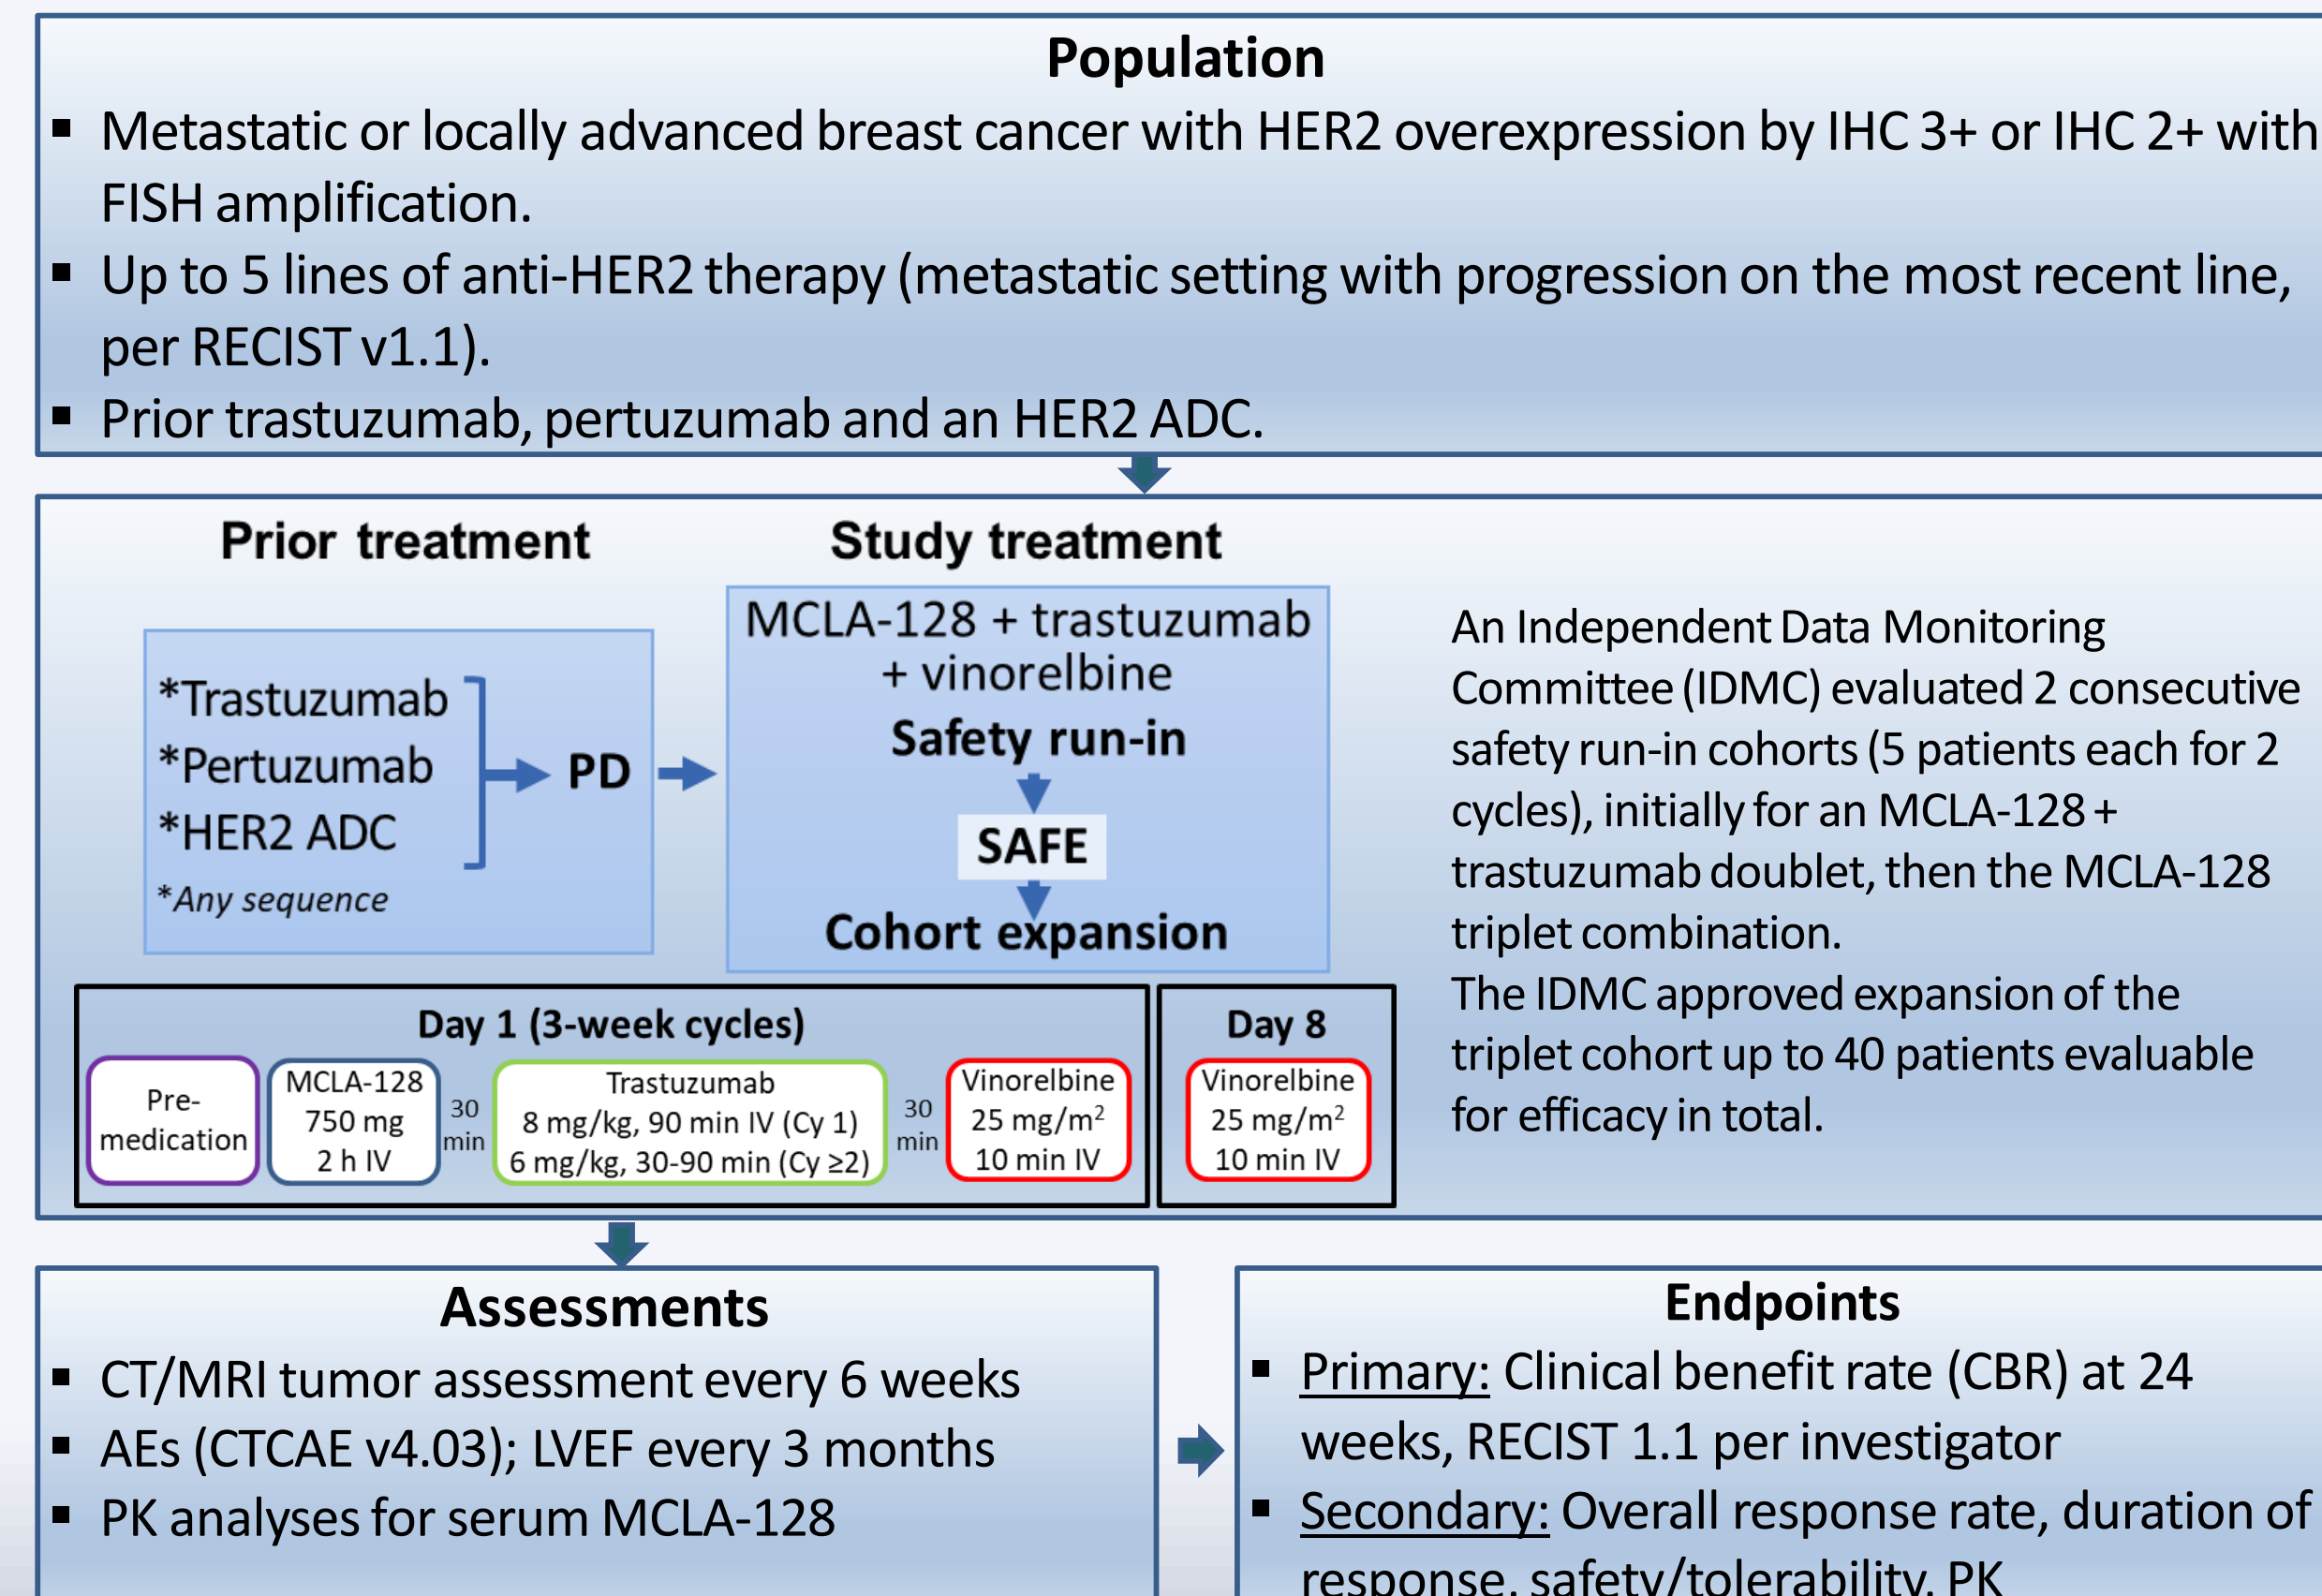 Population
▪ Metastatic or locally advanced breast cancer with HER2 overexpression by IHC 3+ or IHC 2+ with
FISH amplification.
▪ Up to 5 lines of anti-HER2 therapy (metastatic setting with progression on the most recent line,
per RECIST v1.1).
▪ Prior trastuzumab, pertuzumab and an HER2 ADC.
Prior treatment
*Trastuzumab
*Pertuzumab
*HER2 ADC
*Any sequence
PD
Study treatment
MCLA-128 + trastuzumab
+ vinorelbine
Safety run-in
SAFE
Cohort expansion
An Independent Data Monitoring
Committee (IDMC) evaluated 2 consecutive
safety run-in cohorts (5 patients each for 2
cycles), initially for an MCLA-128 +
trastuzumab doublet, then the MCLA-128
triplet combination.
The IDMC approved expansion of the
triplet cohort up to 40 patients evaluable
for efficacy in total.
Day 1 (3-week cycles)
Pre-
medication
MCLA-128
750 mg
2 h IV
30
min
Trastuzumab
8 mg/kg, 90 min IV (Cy 1)
6 mg/kg, 30-90 min (Cy ≥2)
30
min
Vinorelbine
25 mg/m²
10 min IV
Day 8
Vinorelbine
25 mg/m²
10 min IV
Assessments
▪ CT/MRI tumor assessment every 6 weeks
▪ AEs (CTCAE v4.03); LVEF every 3 months
▪ PK analyses for serum MCLA-128
Endpoints
▪ Primary: Clinical benefit rate (CBR) at 24
weeks, RECIST 1.1 per investigator
▪ Secondary: Overall response rate, duration of
response, safety/tolerability, PK